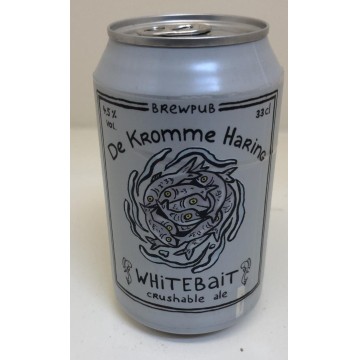 BREWPUB
4.5% VOL.
33cl
De KROMME HARING
WHiTEBaiT
crushable ale